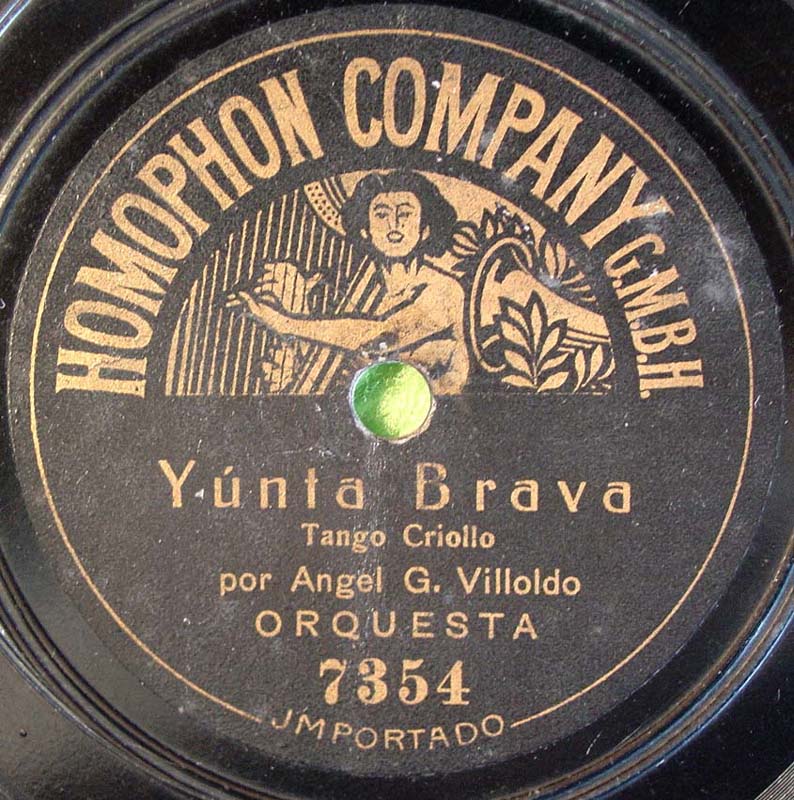 HOMOPHON COMPANY G.M.B.H.
Yúnta Brava
Tango Criollo
por Angel G. Villoldo
ORQUESTA
7354
JMPORTADO